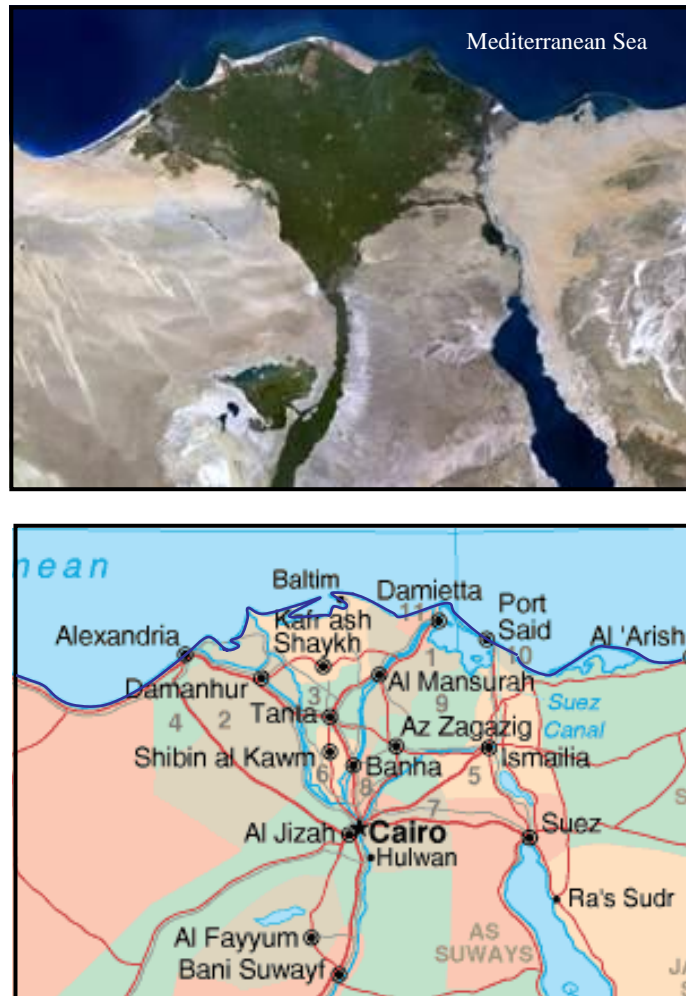 Mediterranean Sea
nean
Baltim
Damietta
11
Port
Said
10
Kafr ash
Shaykh
Alexandria
Al 'Arish
1
Damanhur
Al Mansurah
3
9
Suez
Canal
4
2
Tanta
Az Zagazig
Shibin al Kawm
Ismailia
6
Banha
8
5
S
7
Al Jizah
Cairo
Suez
Hulwan
Ra's Sudr
AS
SUWAYS
Al Fayyum
Bani Suwayf
JA
S